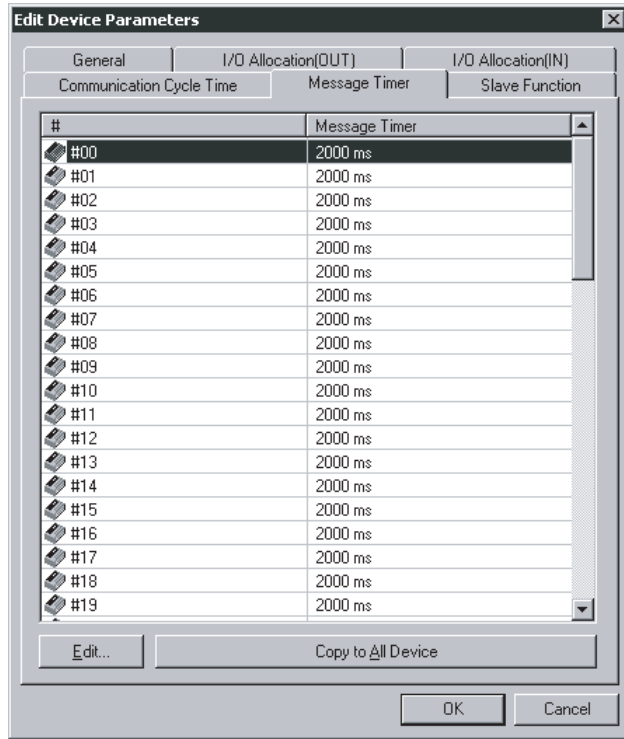 Edit Device Parameters
General I/O Allocation(OUT) I/O Allocation(IN)
Communication Cycle Time Message Timer Slave Function
# Message Timer
#00 2000 ms
#01 2000 ms
#02 2000 ms
#03 2000 ms
#04 2000 ms
#05 2000 ms
#06 2000 ms
#07 2000 ms
#08 2000 ms
#09 2000 ms
#10 2000 ms
#11 2000 ms
#12 2000 ms
#13 2000 ms
#14 2000 ms
#15 2000 ms
#16 2000 ms
#17 2000 ms
#18 2000 ms
#19 2000 ms
Edit... Copy to All Device
OK Cancel